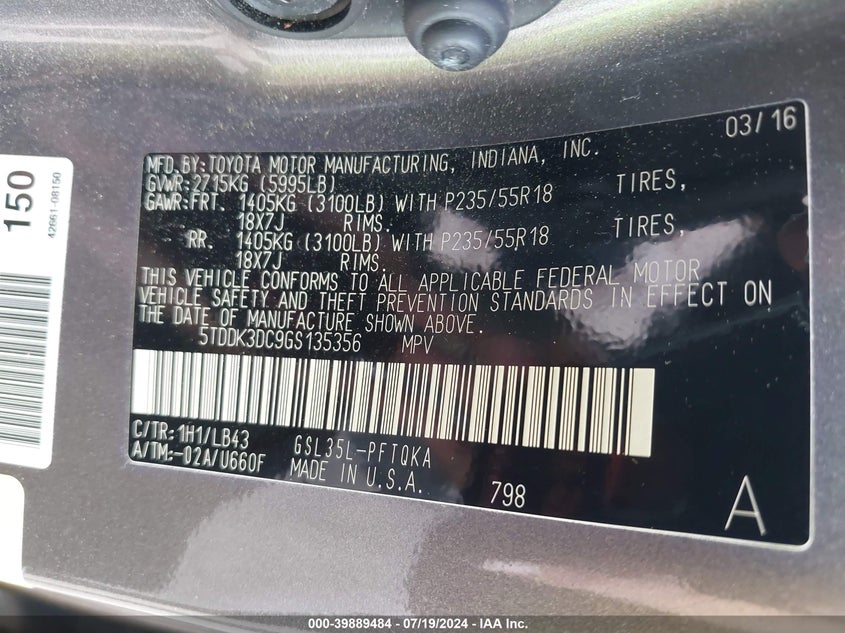 03/16
MFD.BY:TOYOTA MOTOR MANUFACTURING, INDIANA, INC.
GVWR:2715KG (5995LB)
GAWR:FRT. 1405KG (3100LB) WITH P235/55R18 TIRES,
18X7J RIMS.
RR. 1405KG (3100LB) WITH P235/55R18 TIRES,
18X7J RIMS.
THIS VEHICLE CONFORMS TO ALL APPLICABLE FEDERAL MOTOR
VEHICLE SAFETY AND THEFT PREVENTION STANDARDS IN EFFECT ON
THE DATE OF MANUFACTURE SHOWN ABOVE.
5TDDK3DC9GS135356 MPV
C/TR:1H1/LB43 GSL35L-PFTQKA
A/TM:-02A/U660F MADE IN U.S.A.
798
A
150
42661-08150
000-39889484 - 07/19/2024 - IAA Inc.